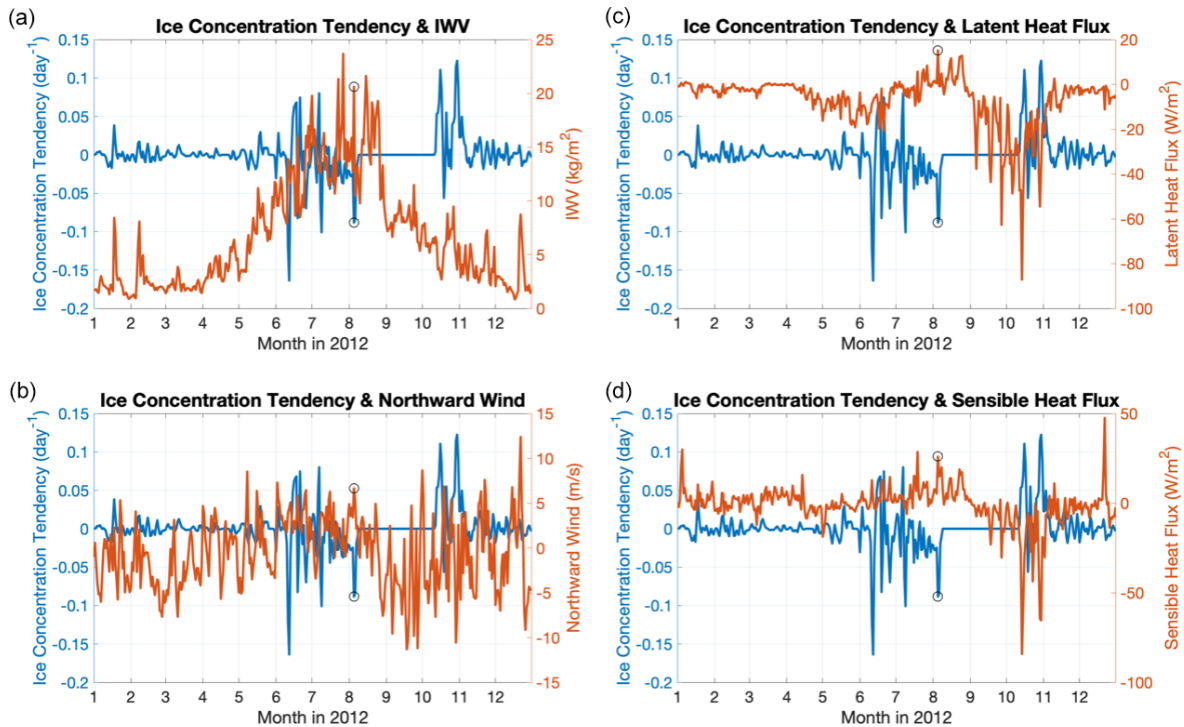 (a)
Ice Concentration Tendency & IWV
0.15
0.1
0.05
0
-0.05
-0.1
-0.15
-0.2
Ice Concentration Tendency (day⁻¹)
25
20
15
10
5
0
IWV (kg/m²)
1 2 3 4 5 6 7 8 9 10 11 12
Month in 2012
(c)
Ice Concentration Tendency & Latent Heat Flux
0.15
0.1
0.05
0
-0.05
-0.1
-0.15
-0.2
Ice Concentration Tendency (day⁻¹)
20
0
-20
-40
-60
-80
-100
Latent Heat Flux (W/m²)
1 2 3 4 5 6 7 8 9 10 11 12
Month in 2012
(b)
Ice Concentration Tendency & Northward Wind
0.15
0.1
0.05
0
-0.05
-0.1
-0.15
-0.2
Ice Concentration Tendency (day⁻¹)
15
10
5
0
-5
-10
-15
Northward Wind (m/s)
1 2 3 4 5 6 7 8 9 10 11 12
Month in 2012
(d)
Ice Concentration Tendency & Sensible Heat Flux
0.15
0.1
0.05
0
-0.05
-0.1
-0.15
-0.2
Ice Concentration Tendency (day⁻¹)
50
0
-50
-100
Sensible Heat Flux (W/m²)
1 2 3 4 5 6 7 8 9 10 11 12
Month in 2012